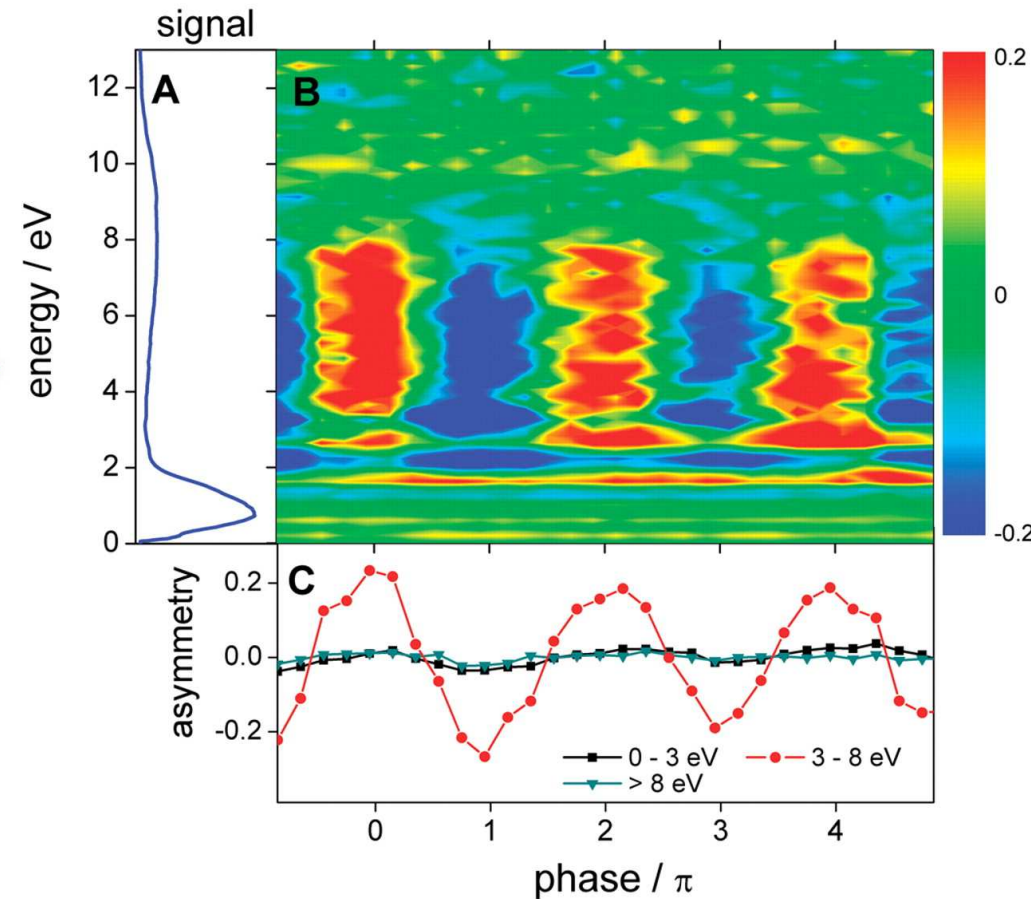 signal
A
B
12
10
8
6
4
2
0
energy / eV
0.2
0
-0.2
C
0.2
0.0
-0.2
asymmetry
0 - 3 eV
3 - 8 eV
> 8 eV
0 1 2 3 4
phase / π